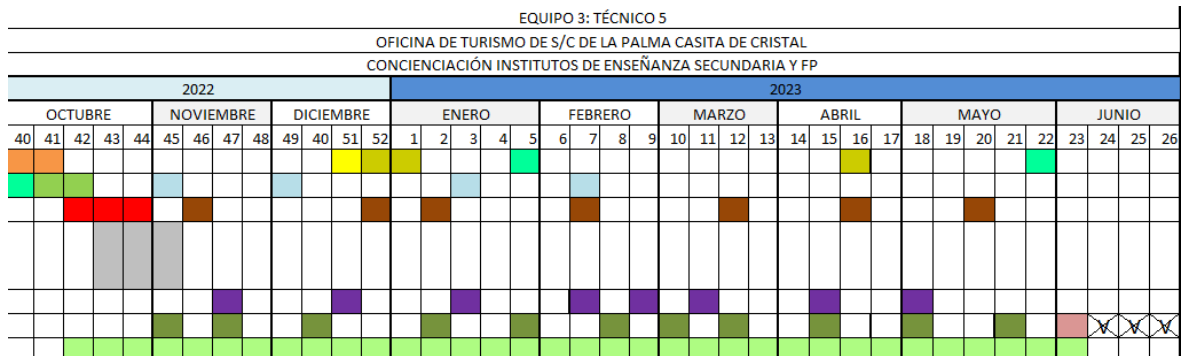 EQUIPO 3: TÉCNICO 5
OFICINA DE TURISMO DE S/C DE LA PALMA CASITA DE CRISTAL
CONCIENCIACIÓN INSTITUTOS DE ENSEÑANZA SECUNDARIA Y FP
2022 2023
OCTUBRE NOVIEMBRE DICIEMBRE ENERO FEBRERO MARZO ABRIL MAYO JUNIO
40 41 42 43 44 45 46 47 48 49 40 51 52 1 2 3 4 5 6 7 8 9 10 11 12 13 14 15 16 17 18 19 20 21 22 23 24 25 26
V V V